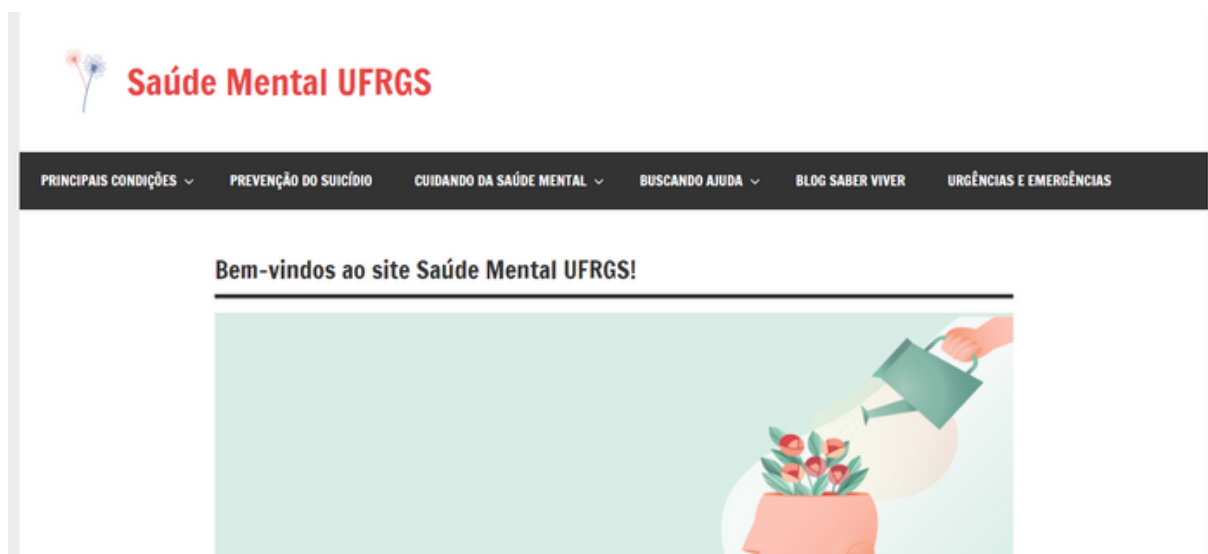 Saúde Mental UFRGS
PRINCIPAIS CONDIÇÕES PREVENÇÃO DO SUICÍDIO CUIDANDO DA SAÚDE MENTAL BUSCANDO AJUDA BLOG SABER VIVER URGÊNCIAS E EMERGÊNCIAS
Bem-vindos ao site Saúde Mental UFRGS!